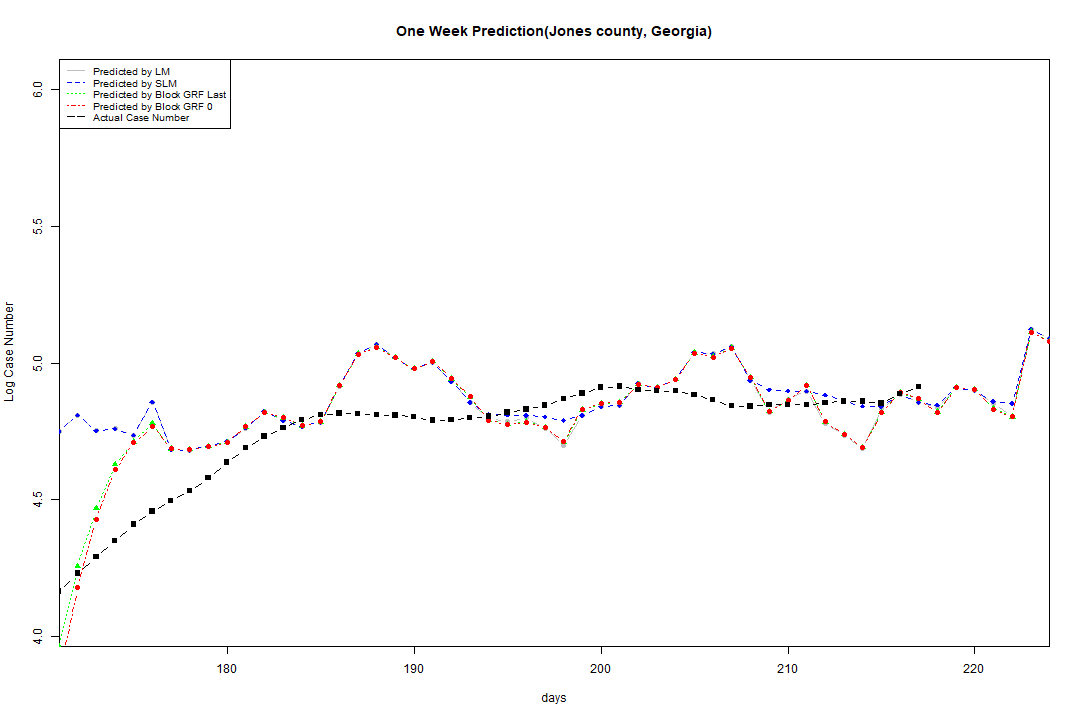 One Week Prediction(Jones county, Georgia)
Predicted by LM
Predicted by SLM
Predicted by Block GRF Last
Predicted by Block GRF 0
Actual Case Number
6.0
5.5
5.0
4.5
4.0
Log Case Number
180 190 200 210 220
days